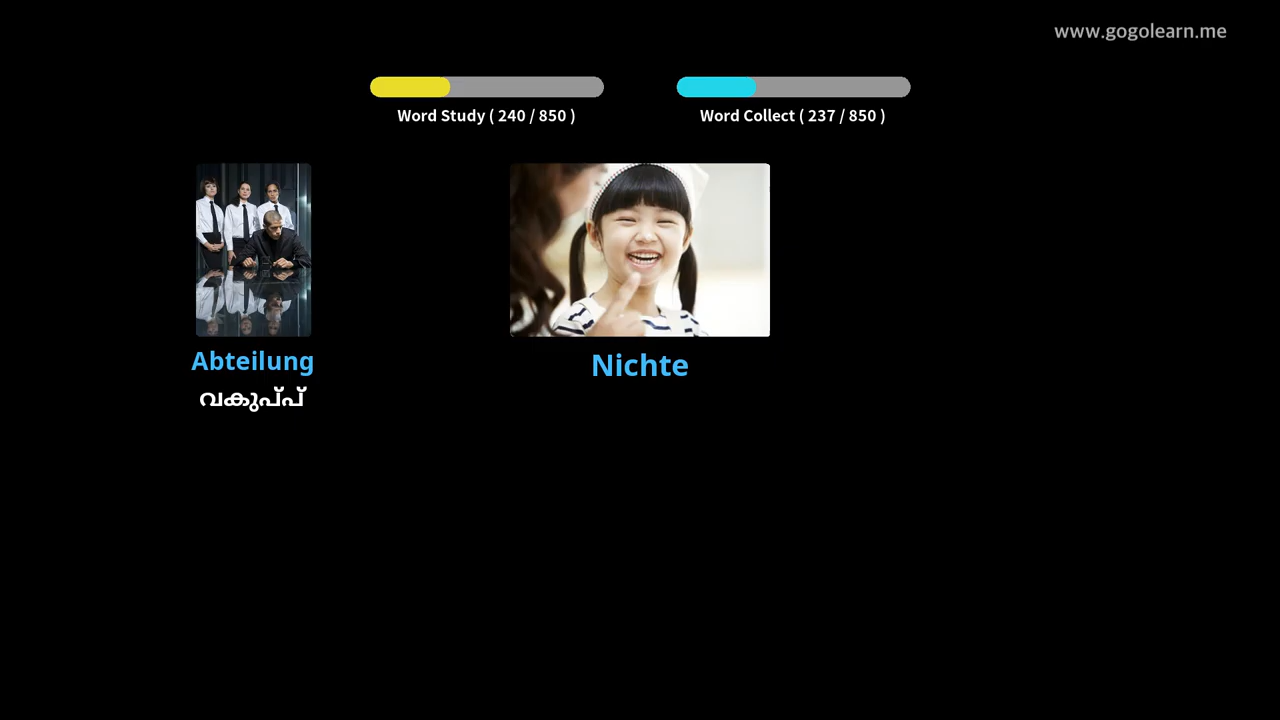 www.gogolearn.me
Word Study ( 240 / 850 )
Word Collect ( 237 / 850 )
Abteilung
വകുപ്പ്
Nichte